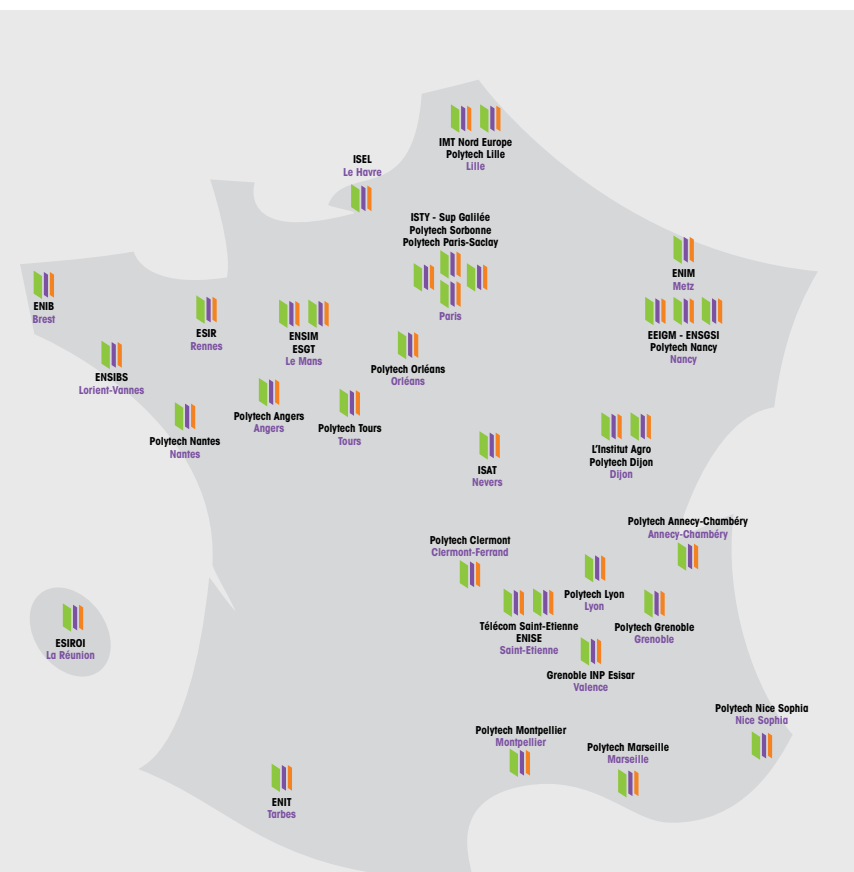 IMT Nord Europe
Polytech Lille
Lille
ISEL
Le Havre
ISTY - Sup Galilée
Polytech Sorbonne
Polytech Paris-Saclay
Paris
ENIM
Metz
EEIGM - ENSGSI
Polytech Nancy
Nancy
ENIB
Brest
ESIR
Rennes
ENSIM
ESGT
Le Mans
Polytech Orléans
Orléans
ENSIBS
Lorient-Vannes
Polytech Angers
Angers
Polytech Tours
Tours
Polytech Nantes
Nantes
ISAT
Nevers
L'Institut Agro
Polytech Dijon
Dijon
Polytech Annecy-Chambéry
Annecy-Chambéry
Polytech Clermont
Clermont-Ferrand
Polytech Lyon
Lyon
Télécom Saint-Etienne
ENISE
Saint-Etienne
Polytech Grenoble
Grenoble
ESIROI
La Réunion
Grenoble INP Esisar
Valence
Polytech Nice Sophia
Nice Sophia
Polytech Montpellier
Montpellier
Polytech Marseille
Marseille
ENIT
Tarbes